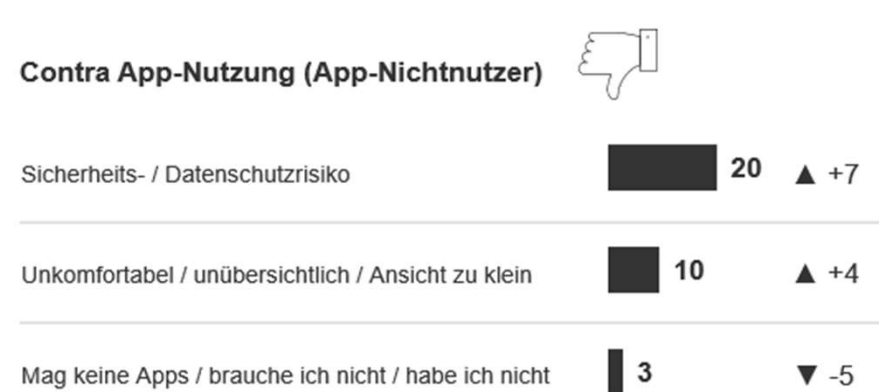 Contra App-Nutzung (App-Nichtnutzer)
Sicherheits- / Datenschutzrisiko 20 ▲ +7
Unkomfortabel / unübersichtlich / Ansicht zu klein 10 ▲ +4
Mag keine Apps / brauche ich nicht / habe ich nicht 3 ▼ -5